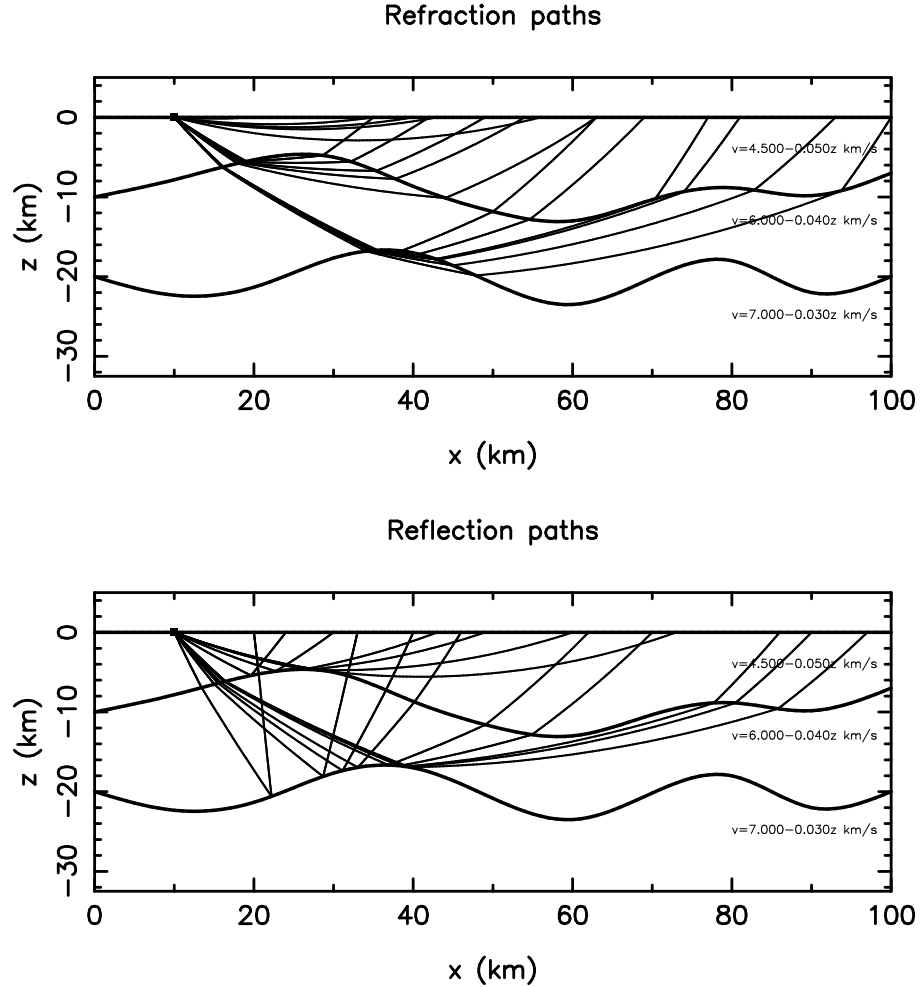 Refraction paths
0
−10
−20
−30
z (km)
v=4.500−0.050z km/s
v=6.000−0.040z km/s
v=7.000−0.030z km/s
0 20 40 60 80 100
x (km)
Reflection paths
0
−10
−20
−30
z (km)
v=4.500−0.050z km/s
v=6.000−0.040z km/s
v=7.000−0.030z km/s
0 20 40 60 80 100
x (km)